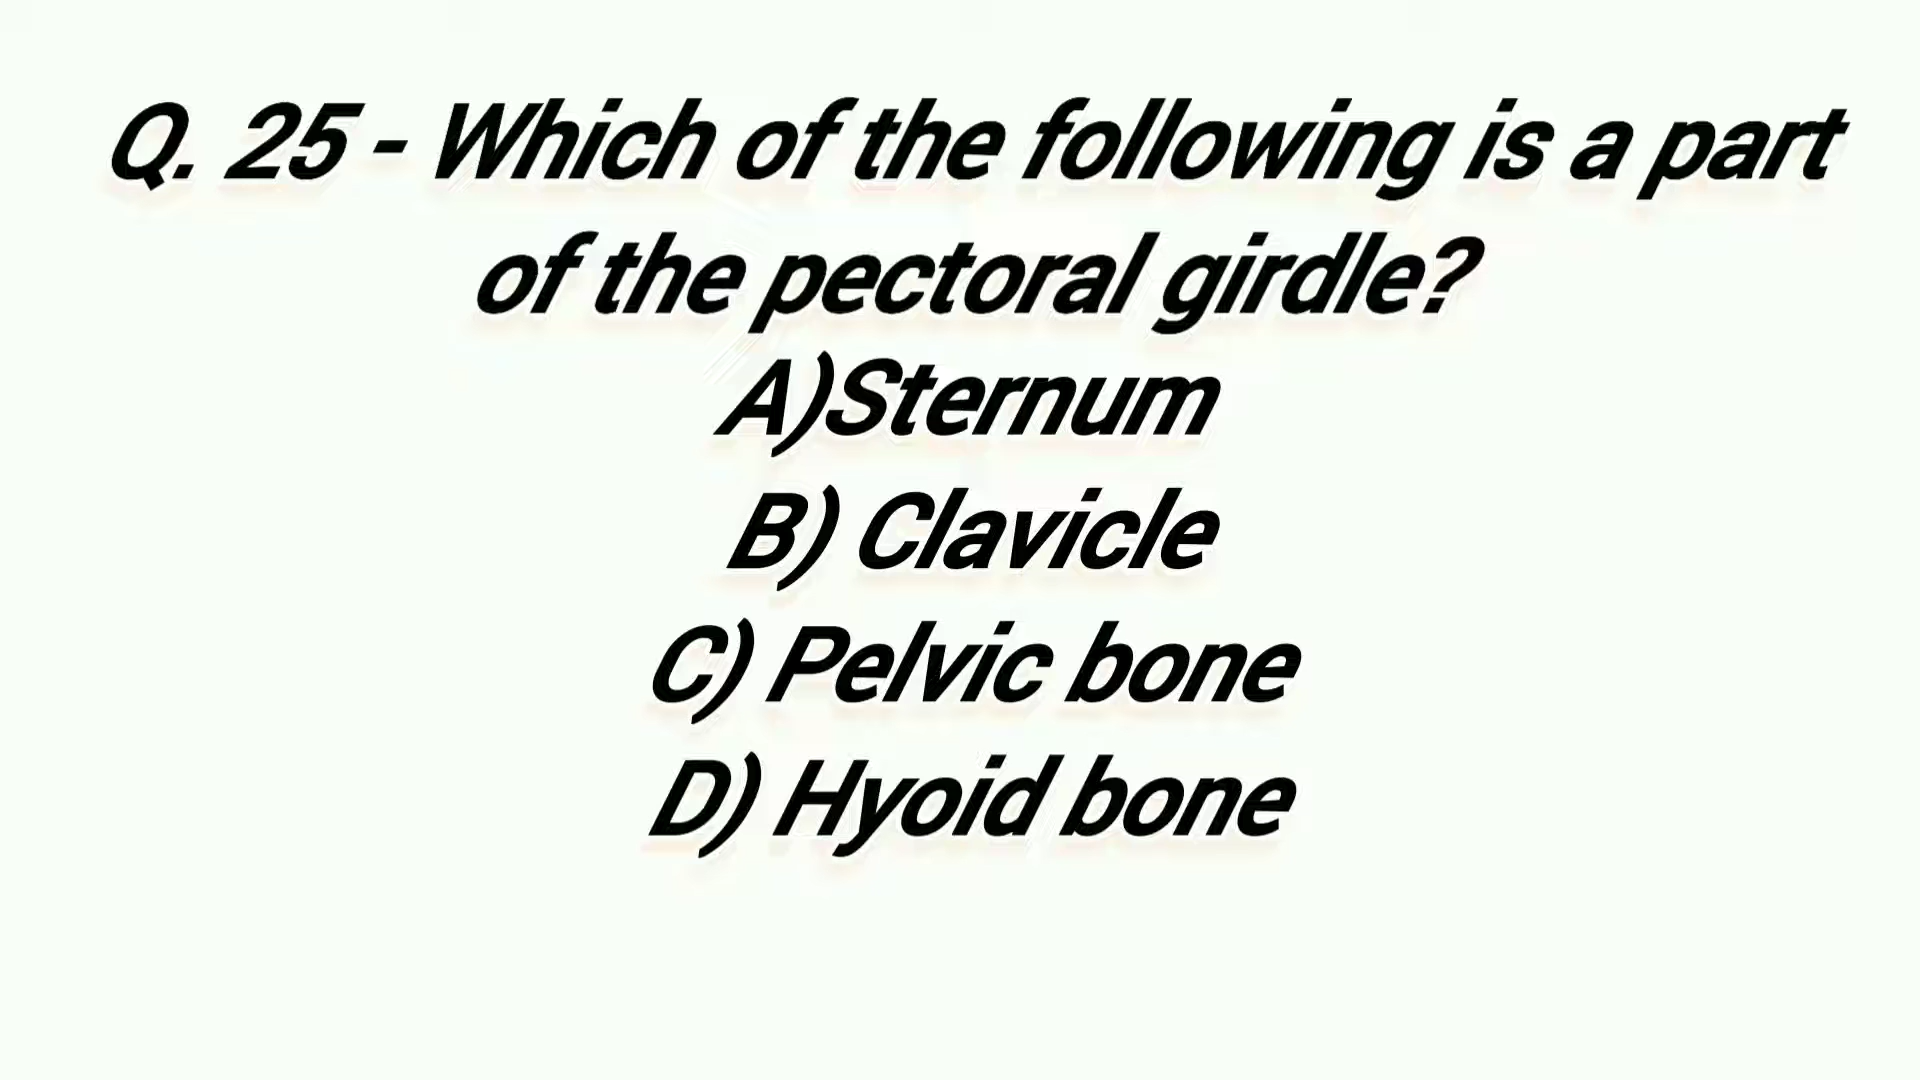 Q. 25 - Which of the following is a part
of the pectoral girdle?
A)Sternum
B) Clavicle
C) Pelvic bone
D) Hyoid bone